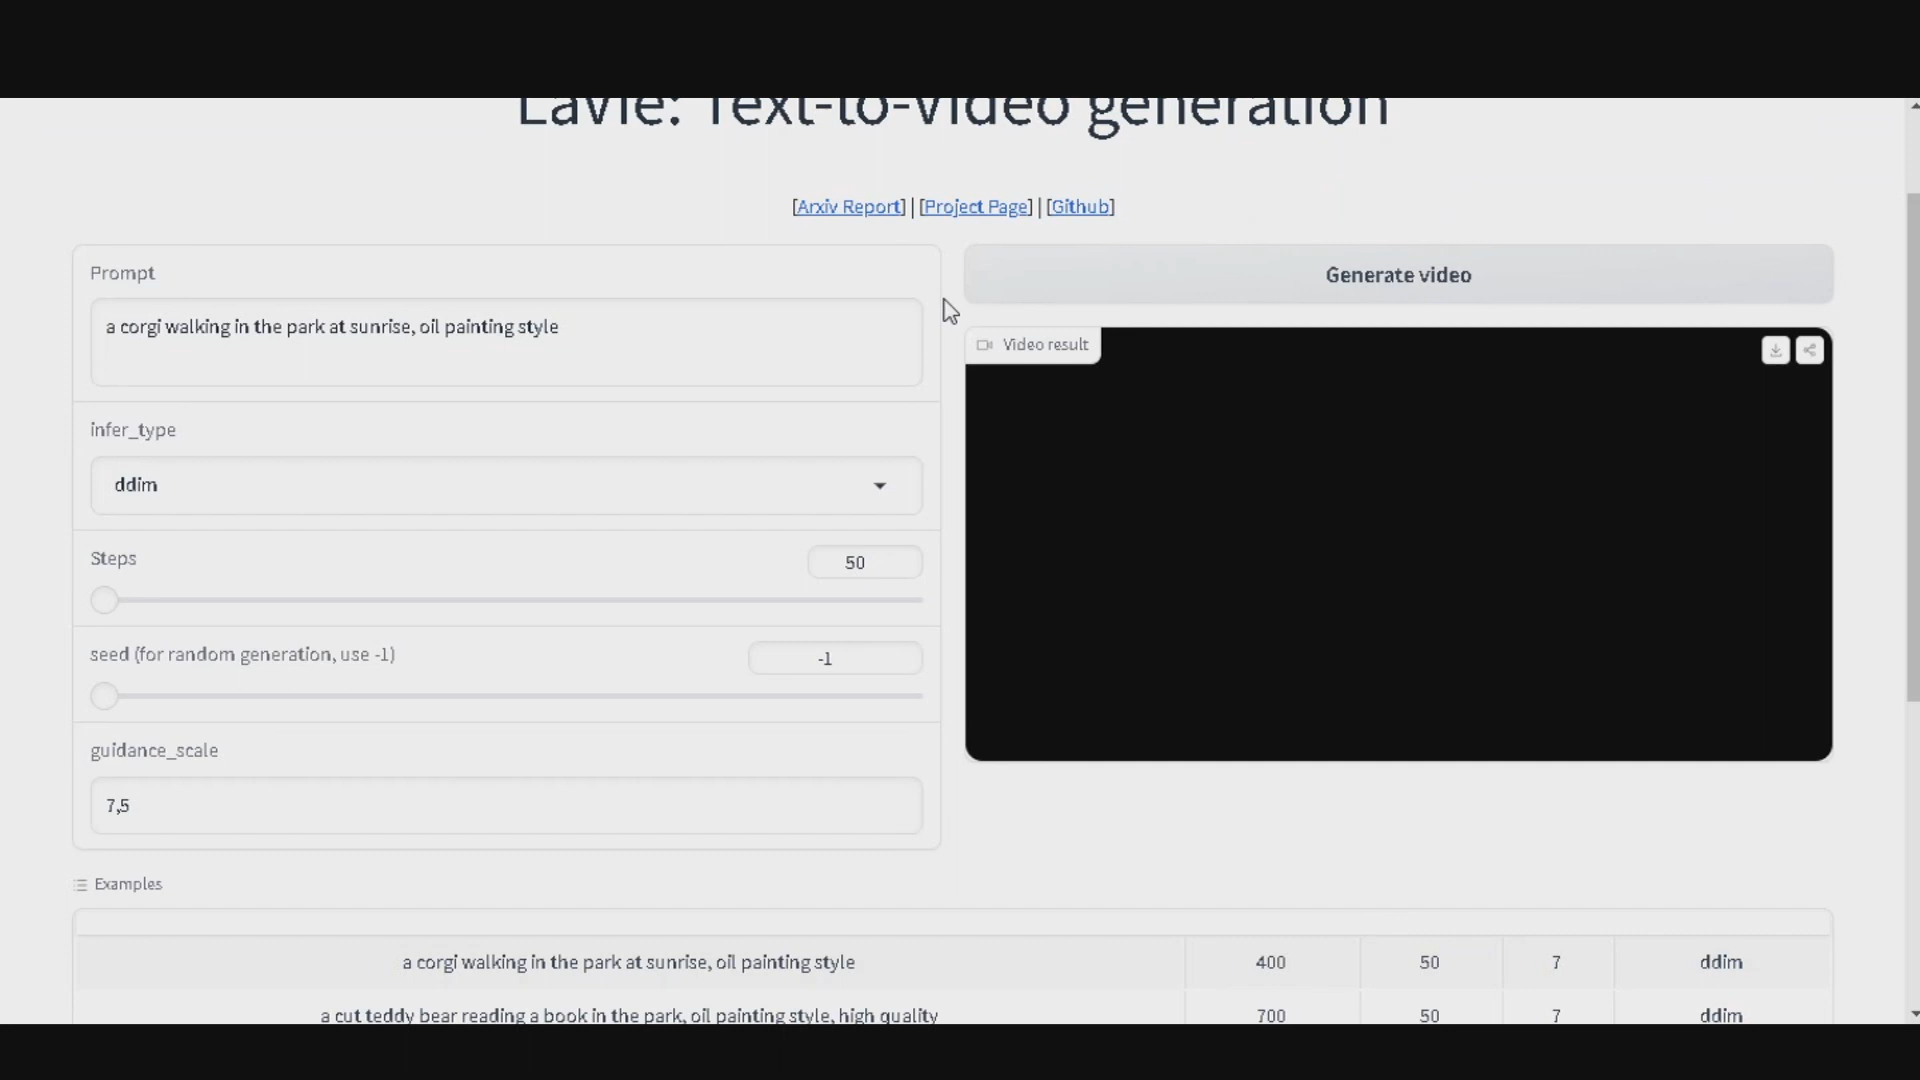 LaVie: Text-to-video generation
[Arxiv Report] | [Project Page] | [Github]
Prompt
a corgi walking in the park at sunrise, oil painting style
infer_type
ddim
Steps
50
seed (for random generation, use -1)
-1
guidance_scale
7,5
Generate video
Video result
Examples
a corgi walking in the park at sunrise, oil painting style 400 50 7 ddim
a cut teddy bear reading a book in the park, oil painting style, high quality 700 50 7 ddim